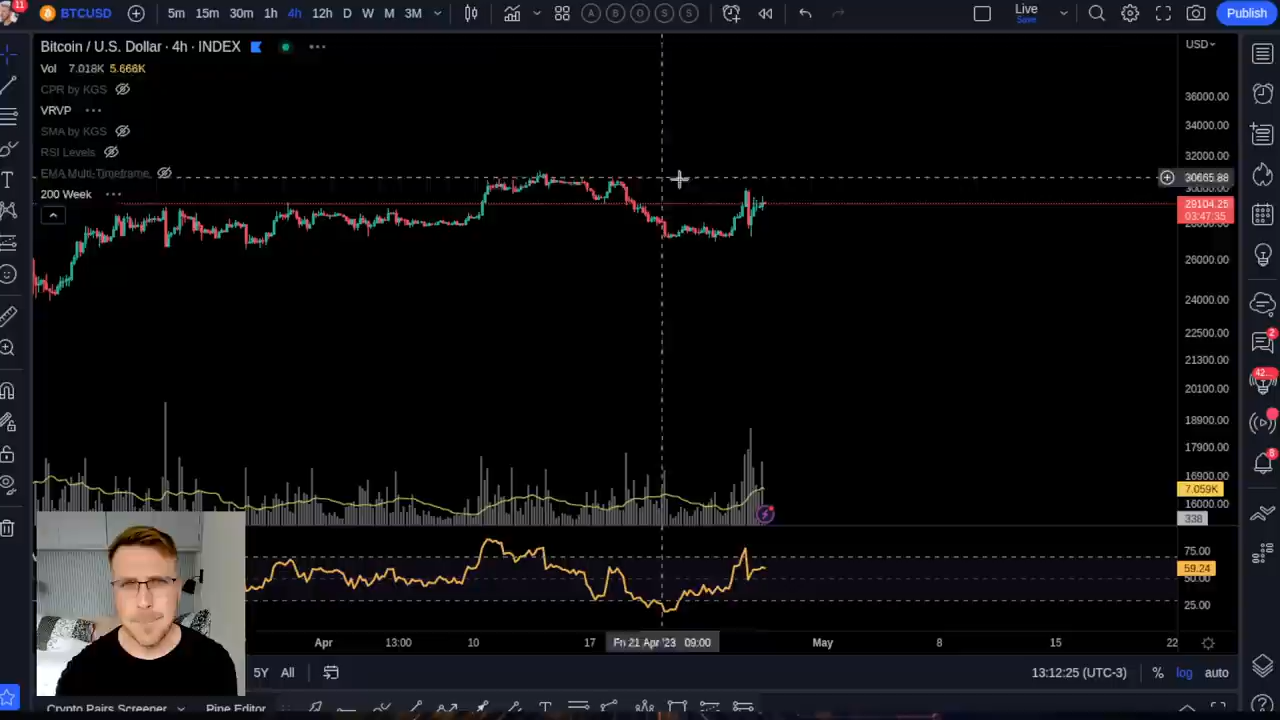 11
BTCUSD 5m 15m 30m 1h 4h 12h D W M 3M A B O S S Live Save Publish
Bitcoin / U.S. Dollar · 4h · INDEX
USD
Vol 7.018K 5.666K
CPR by KGS
VRVP
SMA by KGS
RSI Levels
EMA Multi-Timeframe
200 Week
36000.00
34000.00
32000.00
30665.88
30000.00
29104.25
03:47:35
28000.00
26000.00
24000.00
22500.00
21300.00
20100.00
18900.00
17900.00
16900.00
7.059K
16000.00
338
75.00
59.24
50.00
25.00
2
42...
8
Apr 13:00 10 17 Fri 21 Apr '23 09:00 May 8 15 22
5Y All 13:12:25 (UTC-3) % log auto
Crypto Pairs Screener Pine Editor